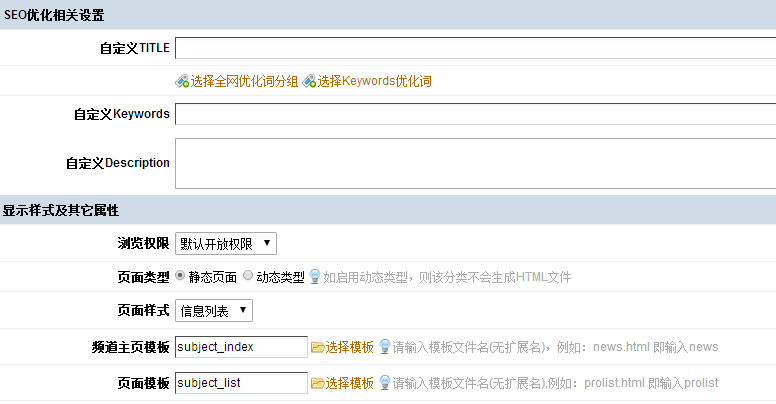 SEO优化相关设置
自定义TITLE
选择全网优化词分组 选择Keywords优化词
自定义Keywords
自定义Description
显示样式及其它属性
浏览权限 默认开放权限
页面类型 静态页面 动态类型 如启用动态类型，则该分类不会生成HTML文件
页面样式 信息列表
频道主页模板 subject_index 选择模板 请输入模板文件名(无扩展名)，例如：news.html 即输入news
页面模板 subject_list 选择模板 请输入模板文件名(无扩展名),例如：prolist.html 即输入prolist